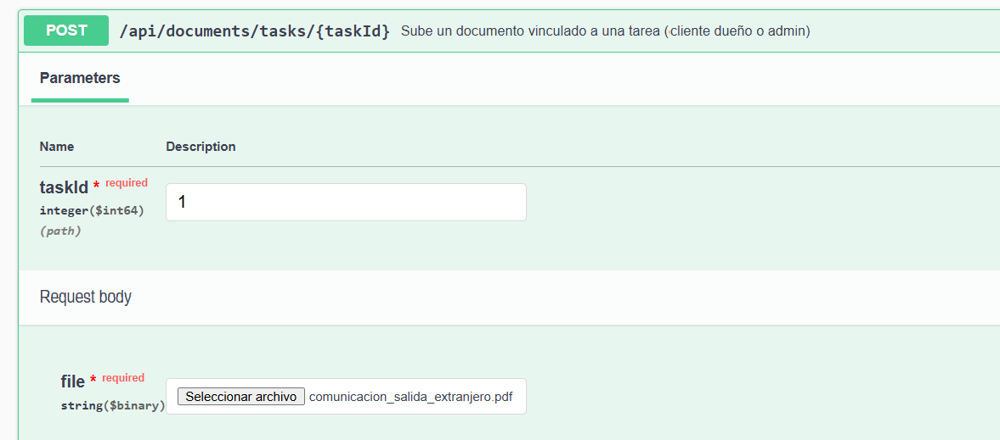 POST /api/documents/tasks/{taskId} Sube un documento vinculado a una tarea (cliente dueño o admin)
Parameters
Name Description
taskId * required
integer($int64)
(path)
1
Request body
file * required
string($binary)
Seleccionar archivo comunicacion_salida_extranjero.pdf